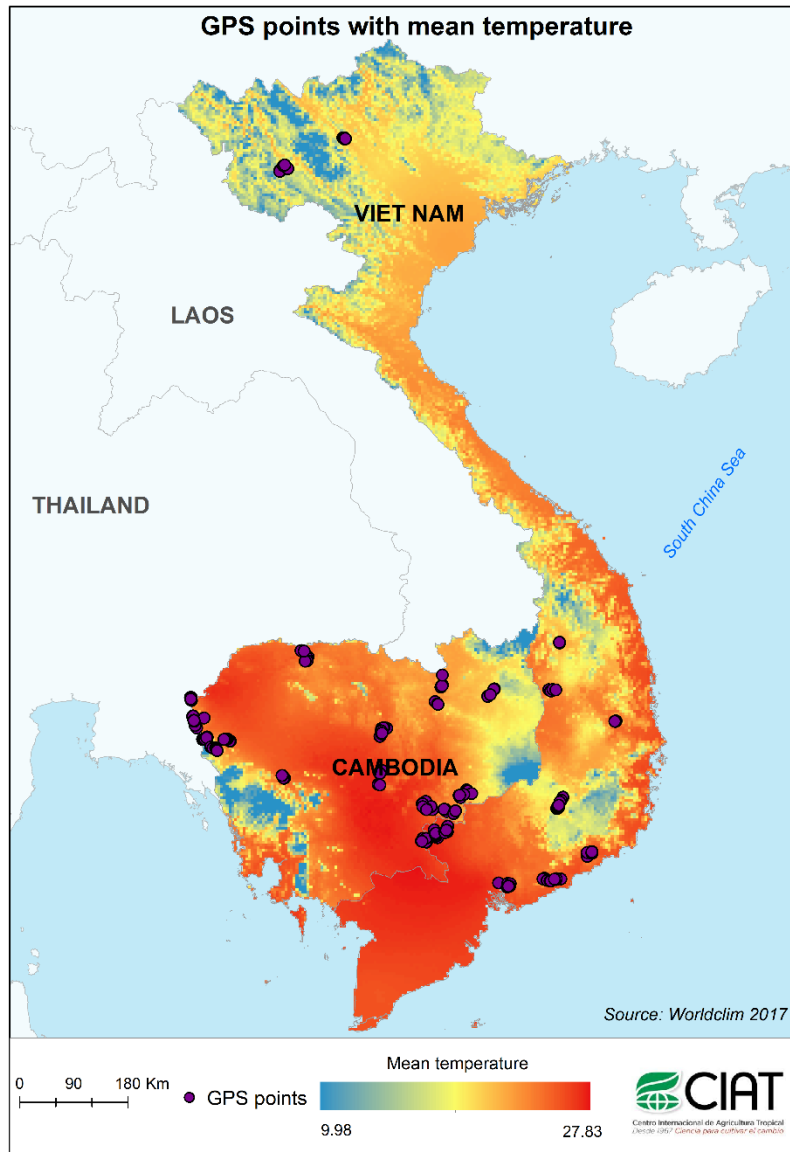 GPS points with mean temperature
VIET NAM
LAOS
THAILAND
South China Sea
CAMBODIA
Source: Worldclim 2017
Mean temperature
0 90 180 Km
GPS points
9.98
27.83
CIAT
Centro Internacional de Agricultura Tropical
Desde 1967 Ciencia para cultivar el cambio